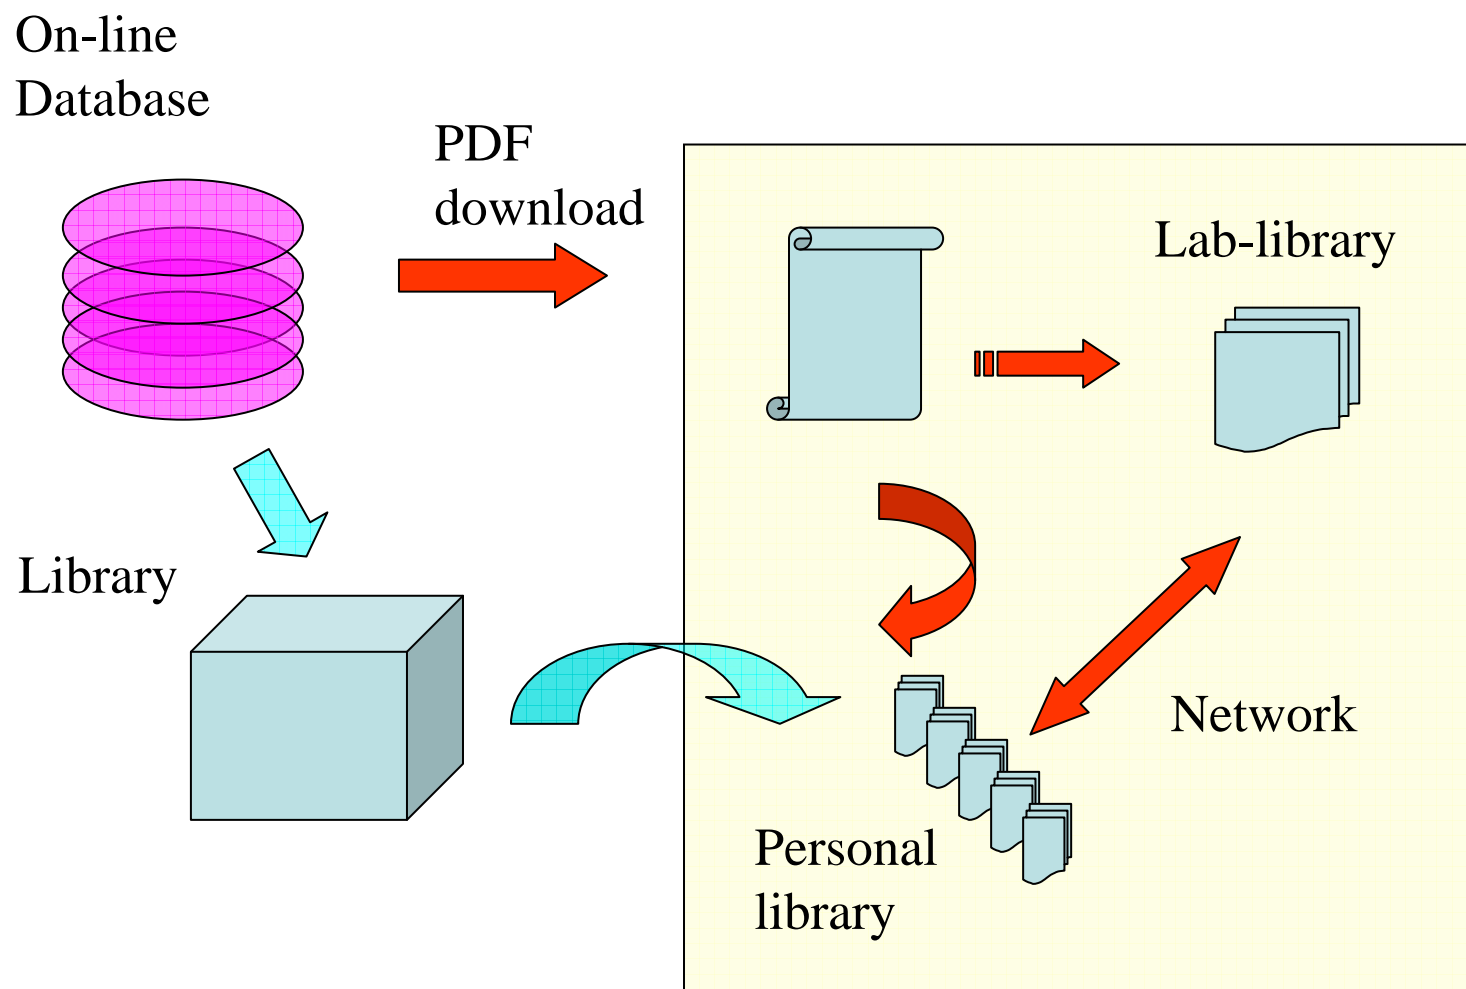 On-line
Database
PDF
download
Lab-library
Library
Network
Personal
library